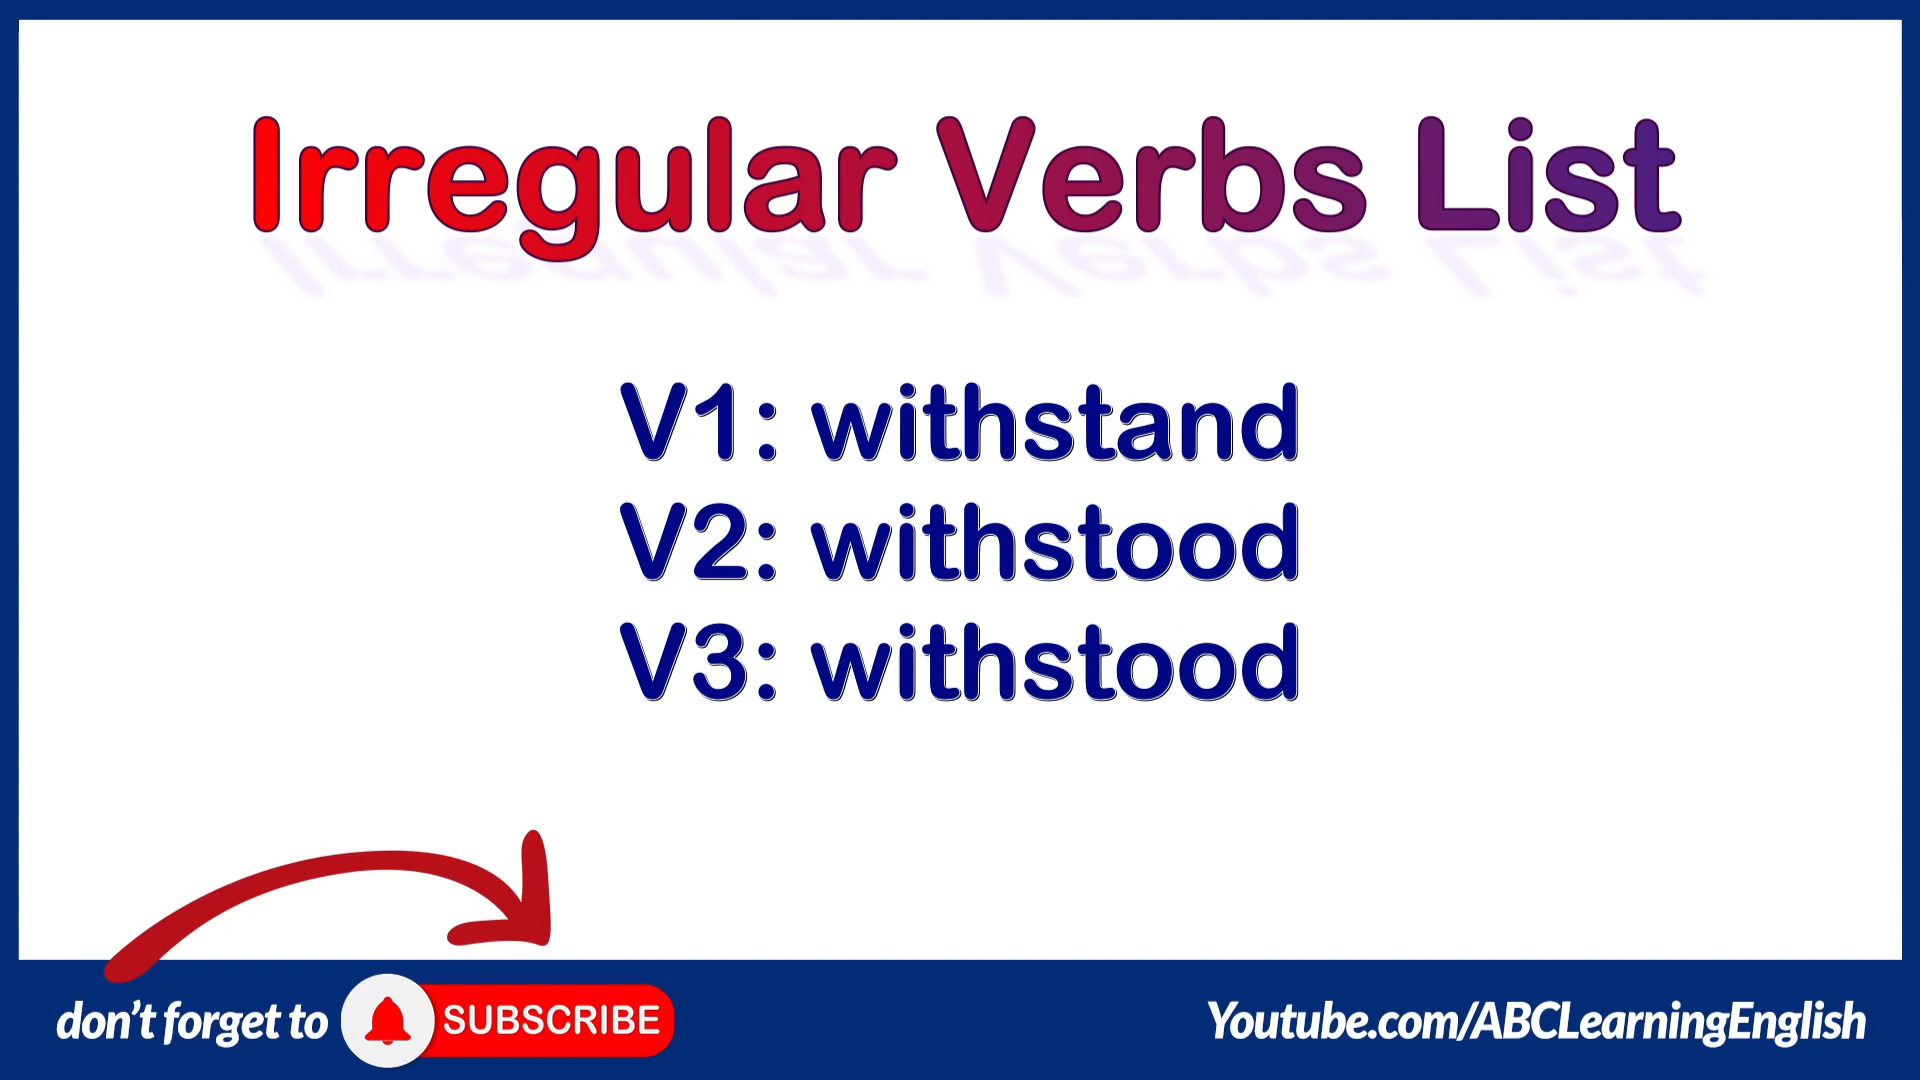 Irregular Verbs List
V1: withstand
V2: withstood
V3: withstood
don't forget to SUBSCRIBE
Youtube.com/ABCLearningEnglish